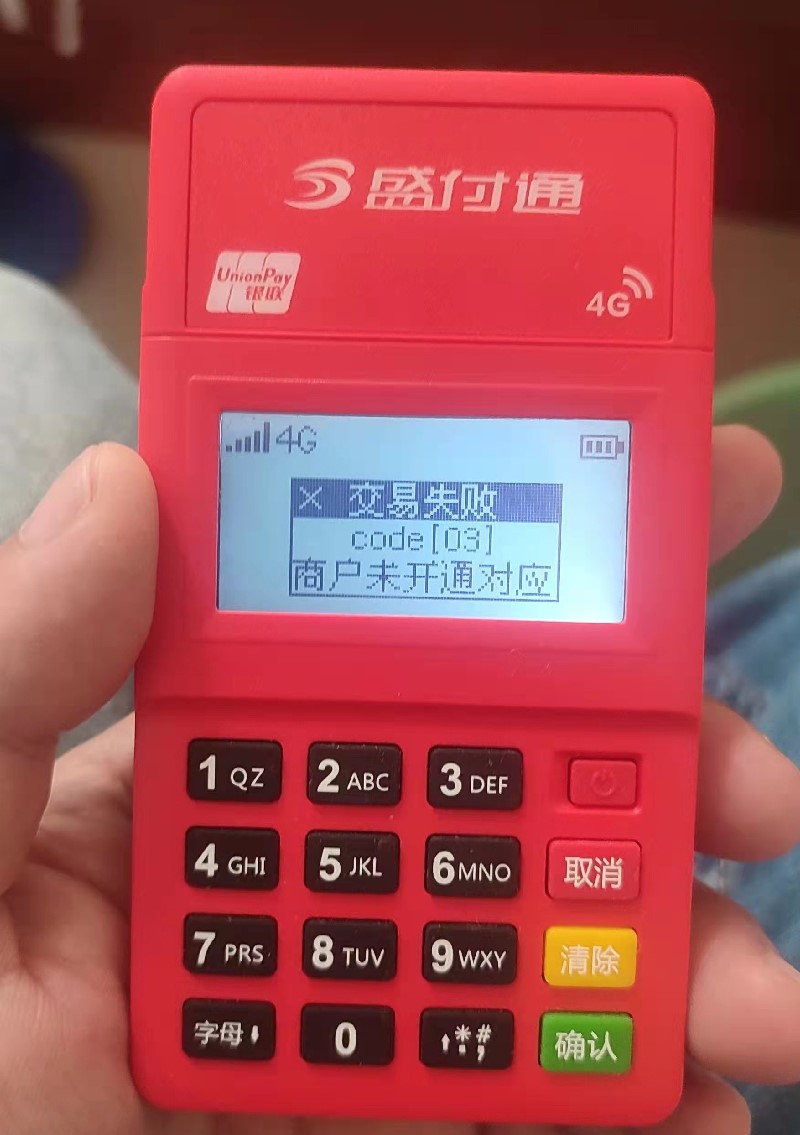 盛付通
UnionPay
银联
4G
4G
× 变易失败
code[03]
商户未开通对应
1 QZ 2 ABC 3 DEF
4 GHI 5 JKL 6 MNO 取消
7 PRS 8 TUV 9 WXY 清除
字母 0 *# 确认